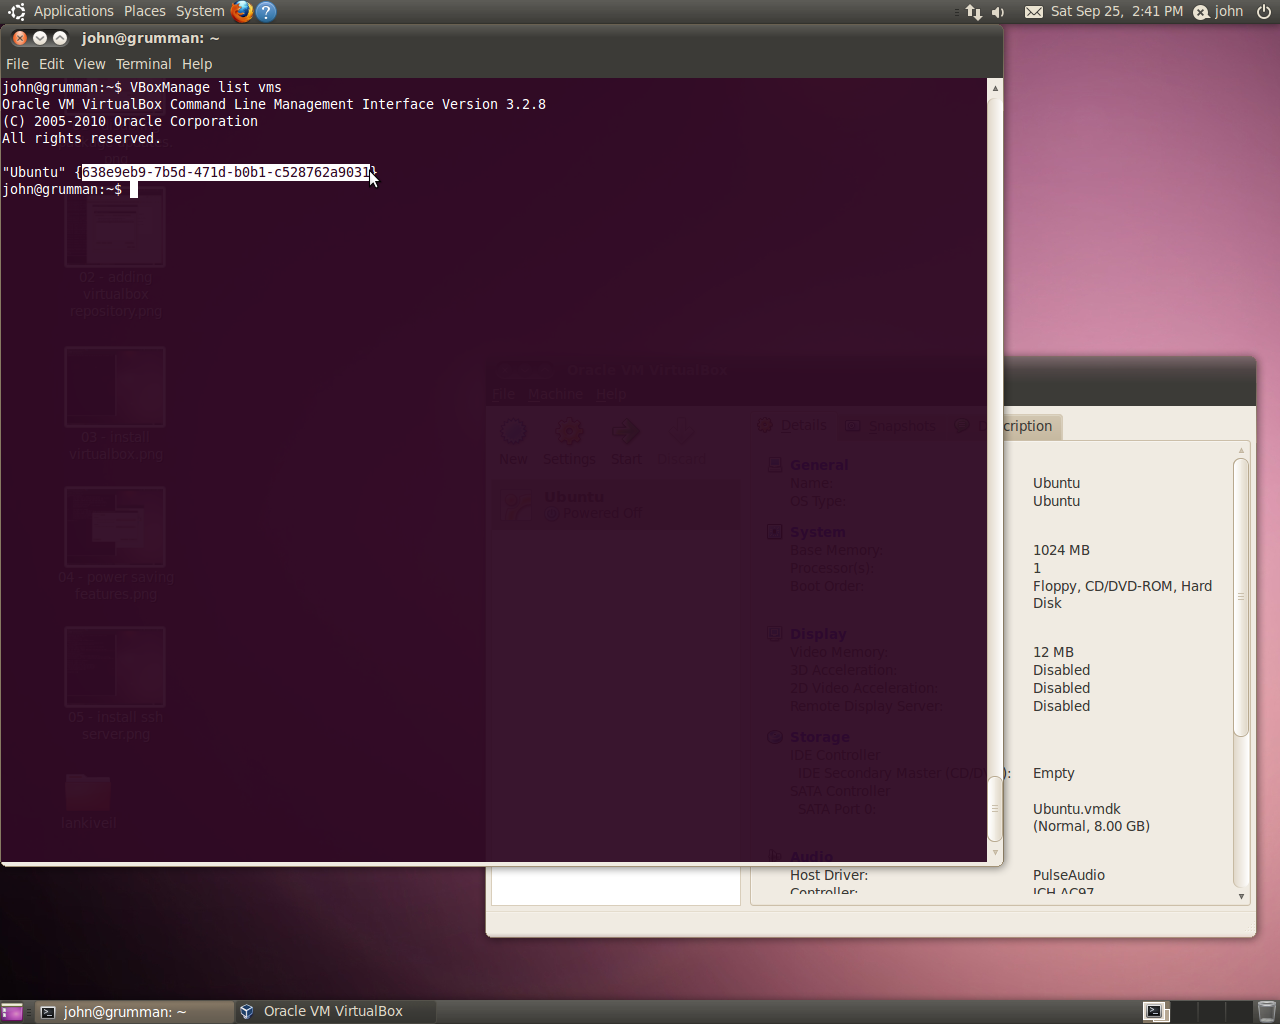 Applications Places System
Sat Sep 25, 2:41 PM john
john@grumman: ~
File Edit View Terminal Help
john@grumman:~$ VBoxManage list vms
Oracle VM VirtualBox Command Line Management Interface Version 3.2.8
(C) 2005-2010 Oracle Corporation
All rights reserved.
"Ubuntu" {638e9eb9-7b5d-471d-b0b1-c528762a9031}
john@grumman:~$
02 - adding
virtualbox
repository.png
03 - install
virtualbox.png
04 - power saving
features.png
05 - install ssh
server.png
lankiveil
Oracle VM VirtualBox
File Machine Help
New Settings Start Discard
Ubuntu
Powered Off
Details Snapshots cription
General
Name: Ubuntu
OS Type: Ubuntu
System
Base Memory: 1024 MB
Processor(s): 1
Boot Order: Floppy, CD/DVD-ROM, Hard
Disk
Display
Video Memory: 12 MB
3D Acceleration: Disabled
2D Video Acceleration: Disabled
Remote Display Server: Disabled
Storage
IDE Controller
IDE Secondary Master (CD/D ): Empty
SATA Controller
SATA Port 0: Ubuntu.vmdk
(Normal, 8.00 GB)
Audio
Host Driver: PulseAudio
Controller: ICH AC97
john@grumman: ~ Oracle VM VirtualBox